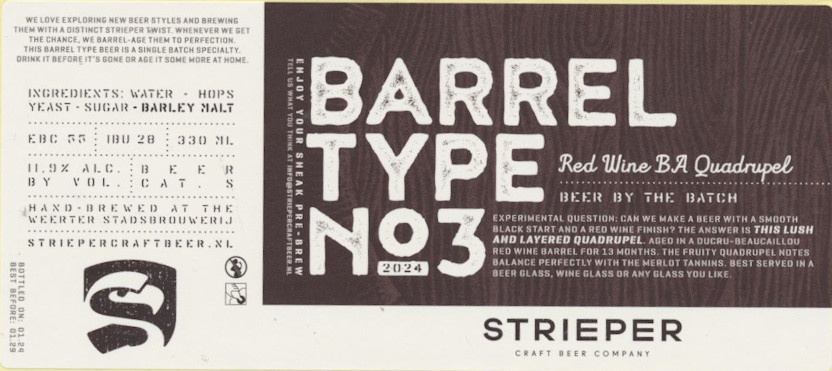 WE LOVE EXPLORING NEW BEER STYLES AND BREWING
THEM WITH A DISTINCT STRIEPER TWIST. WHENEVER WE GET
THE CHANCE, WE BARREL-AGE THEM TO PERFECTION.
THIS BARREL TYPE BEER IS A SINGLE BATCH SPECIALTY.
DRINK IT BEFORE IT'S GONE OR AGE IT SOME MORE AT HOME.
INGREDIENTS: WATER - HOPS
YEAST - SUGAR - BARLEY MALT
EBC 55 IBU 28 330 ML
11.9% ALC. BEER
BY VOL. CAT. S
HAND-BREWED AT THE
WEERTER STADSBROUWERIJ
STRIEPERCRAFTBEER.NL
BOTTLED ON: 01.24
BEST BEFORE: 01.29
ENJOY YOUR SNEAK PRE-BREW
TELL US WHAT YOU THINK AT INFO@STRIEPERCRAFTBEER.NL
BARREL
TYPE
NO3
2024
Red Wine BA Quadrupel
BEER BY THE BATCH
EXPERIMENTAL QUESTION: CAN WE MAKE A BEER WITH A SMOOTH
BLACK START AND A RED WINE FINISH? THE ANSWER IS THIS LUSH
AND LAYERED QUADRUPEL. AGED IN A DUCRU-BEAUCAILLOU
RED WINE BARREL FOR 13 MONTHS. THE FRUITY QUADRUPEL NOTES
BALANCE PERFECTLY WITH THE MERLOT TANNINS. BEST SERVED IN A
BEER GLASS, WINE GLASS OR ANY GLASS YOU LIKE.
STRIEPER
CRAFT BEER COMPANY